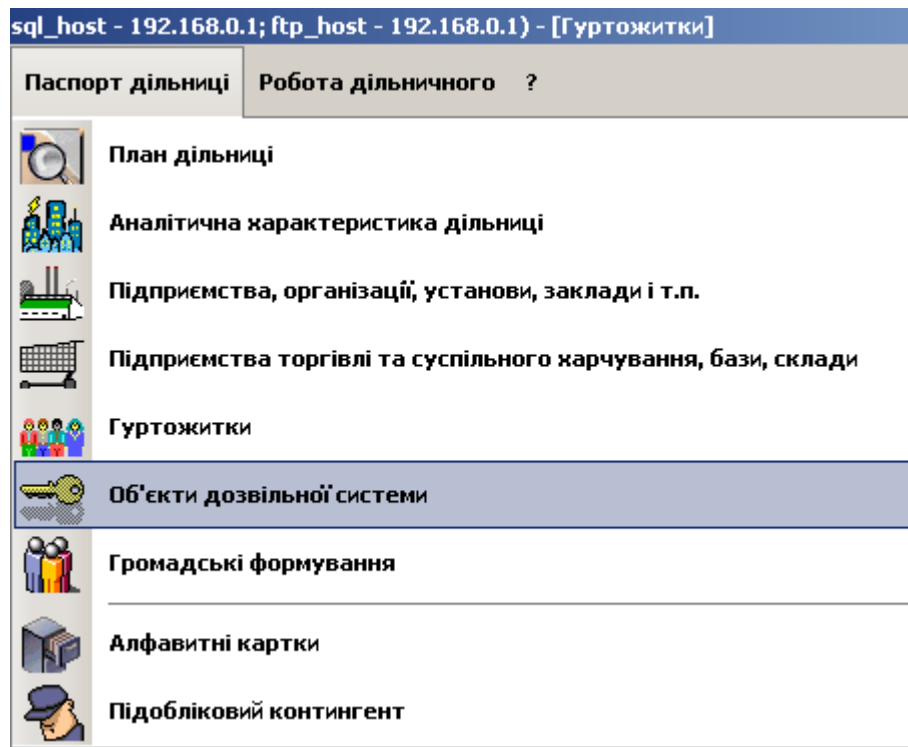 sql_host - 192.168.0.1; ftp_host - 192.168.0.1) - [Гуртожитки]
Паспорт дільниці Робота дільничного ?
План дільниці
Аналітична характеристика дільниці
Підприємства, організації, установи, заклади і т.п.
Підприємства торгівлі та суспільного харчування, бази, склади
Гуртожитки
Об'єкти дозвільної системи
Громадські формування
Алфавитні картки
Підобліковий контингент